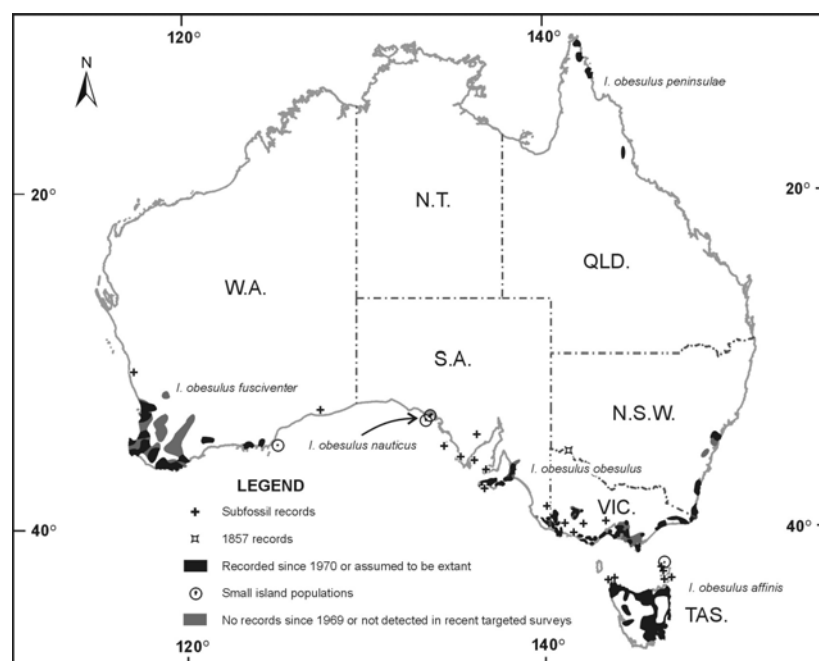 120° 140°
N
I. obesulus peninsulae
20° 20°
N.T.
QLD.
W.A.
S.A.
I. obesulus fusciventer
N.S.W.
I. obesulus nauticus
I. obesulus obesulus
LEGEND
VIC.
Subfossil records
40° 40°
1857 records
Recorded since 1970 or assumed to be extant
Small island populations
I. obesulus affinis
TAS.
No records since 1969 or not detected in recent targeted surveys
120° 140°